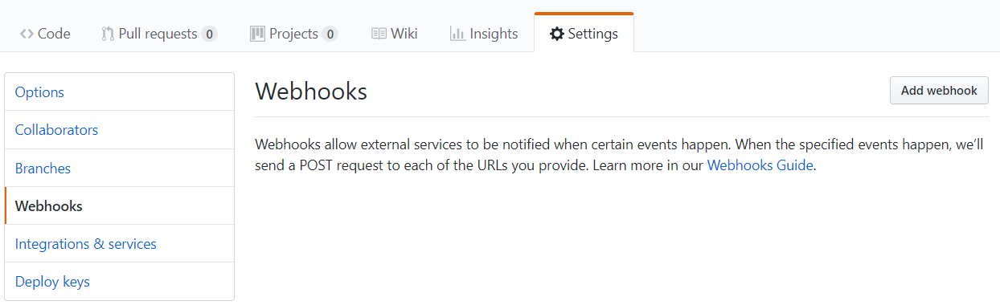 Code Pull requests 0 Projects 0 Wiki Insights Settings
Options
Collaborators
Branches
Webhooks
Integrations & services
Deploy keys
Webhooks
Add webhook
Webhooks allow external services to be notified when certain events happen. When the specified events happen, we’ll
send a POST request to each of the URLs you provide. Learn more in our Webhooks Guide.